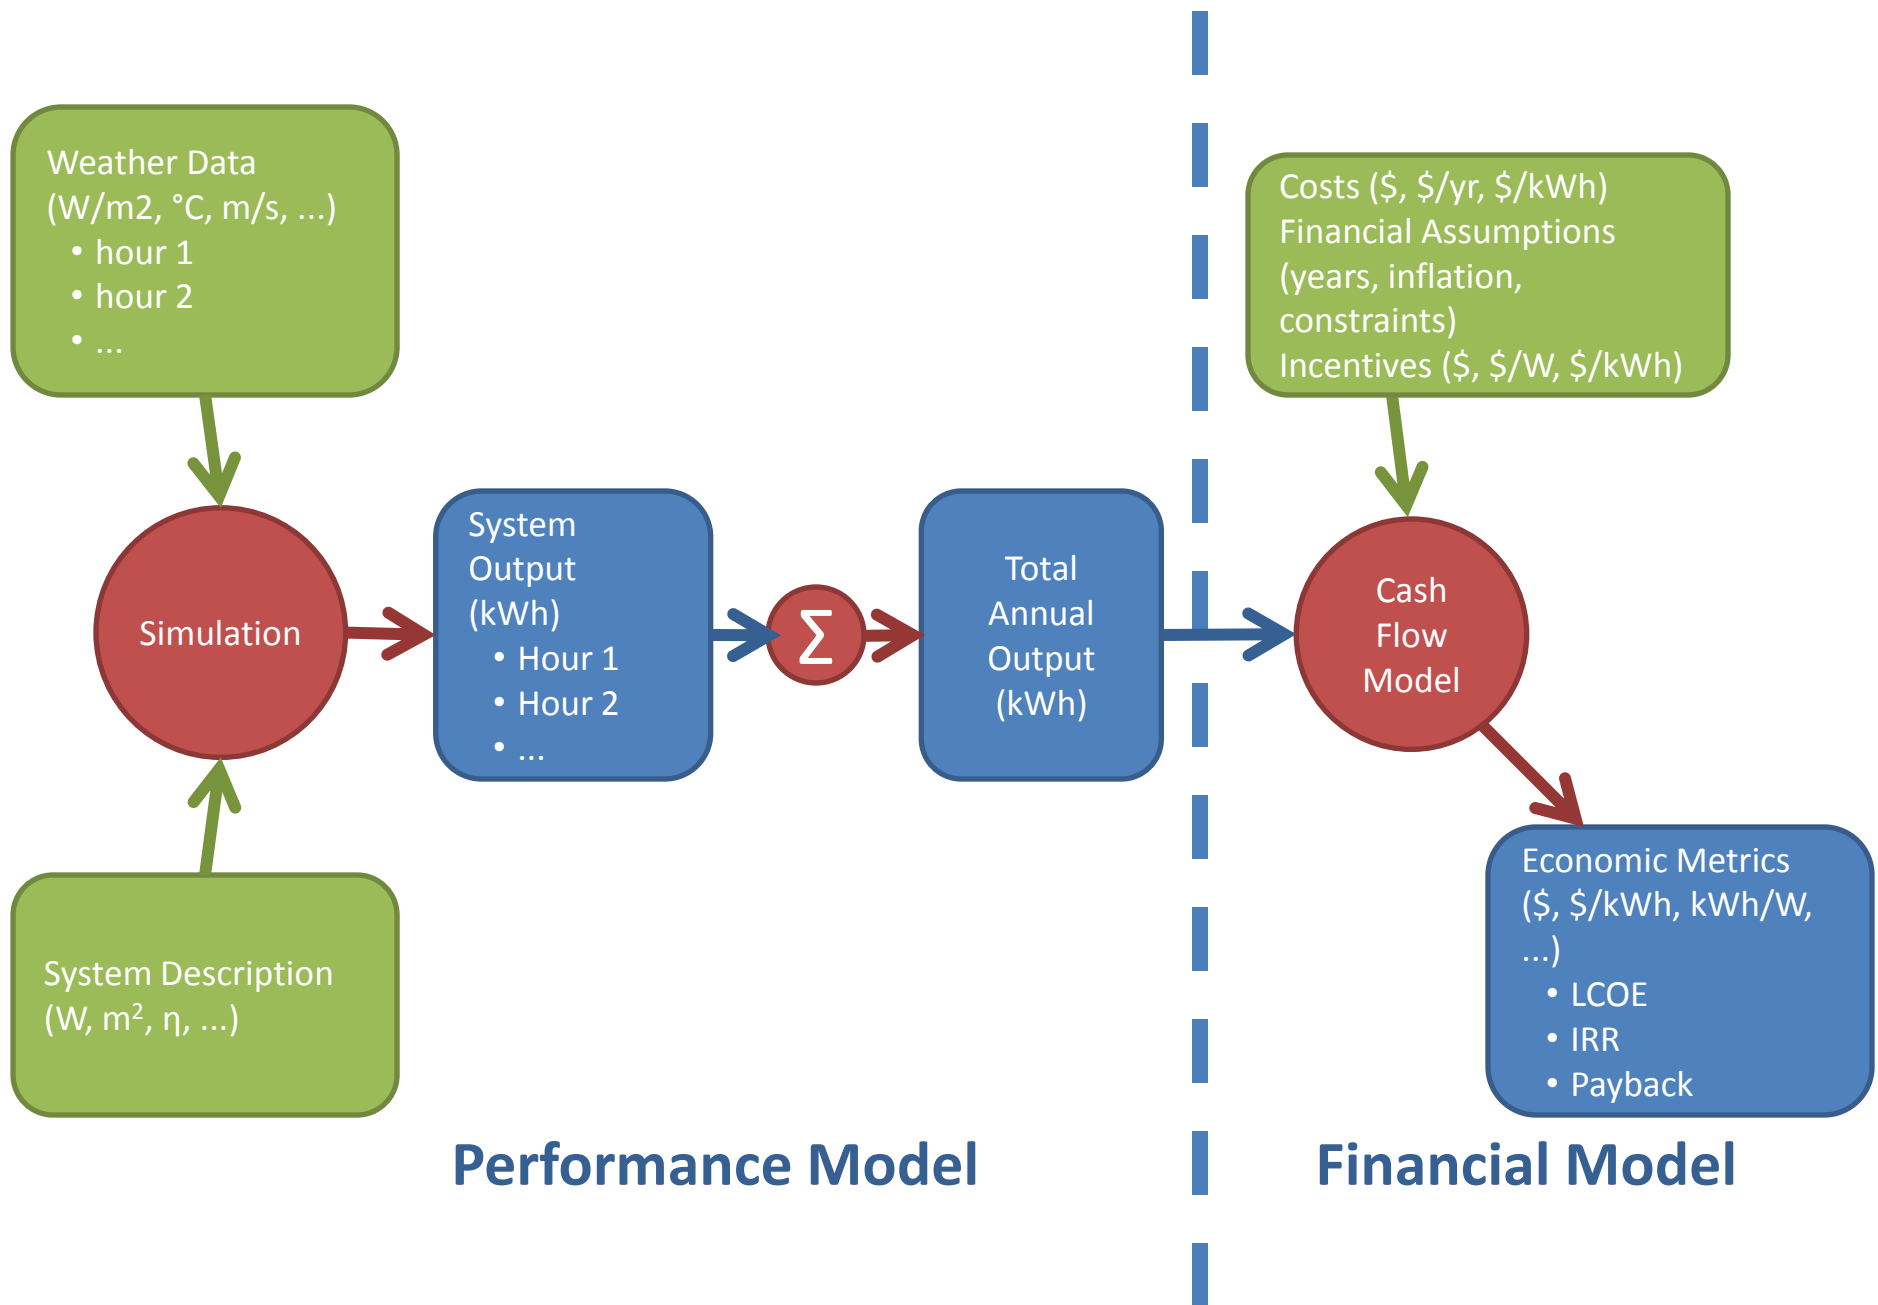 Weather Data
(W/m2, °C, m/s, ...)
• hour 1
• hour 2
• ...
Simulation
System Description
(W, m², η, ...)
System
Output
(kWh)
• Hour 1
• Hour 2
• ...
Σ
Total
Annual
Output
(kWh)
Performance Model
Costs ($, $/yr, $/kWh)
Financial Assumptions
(years, inflation,
constraints)
Incentives ($, $/W, $/kWh)
Cash
Flow
Model
Economic Metrics
($, $/kWh, kWh/W,
...)
• LCOE
• IRR
• Payback
Financial Model